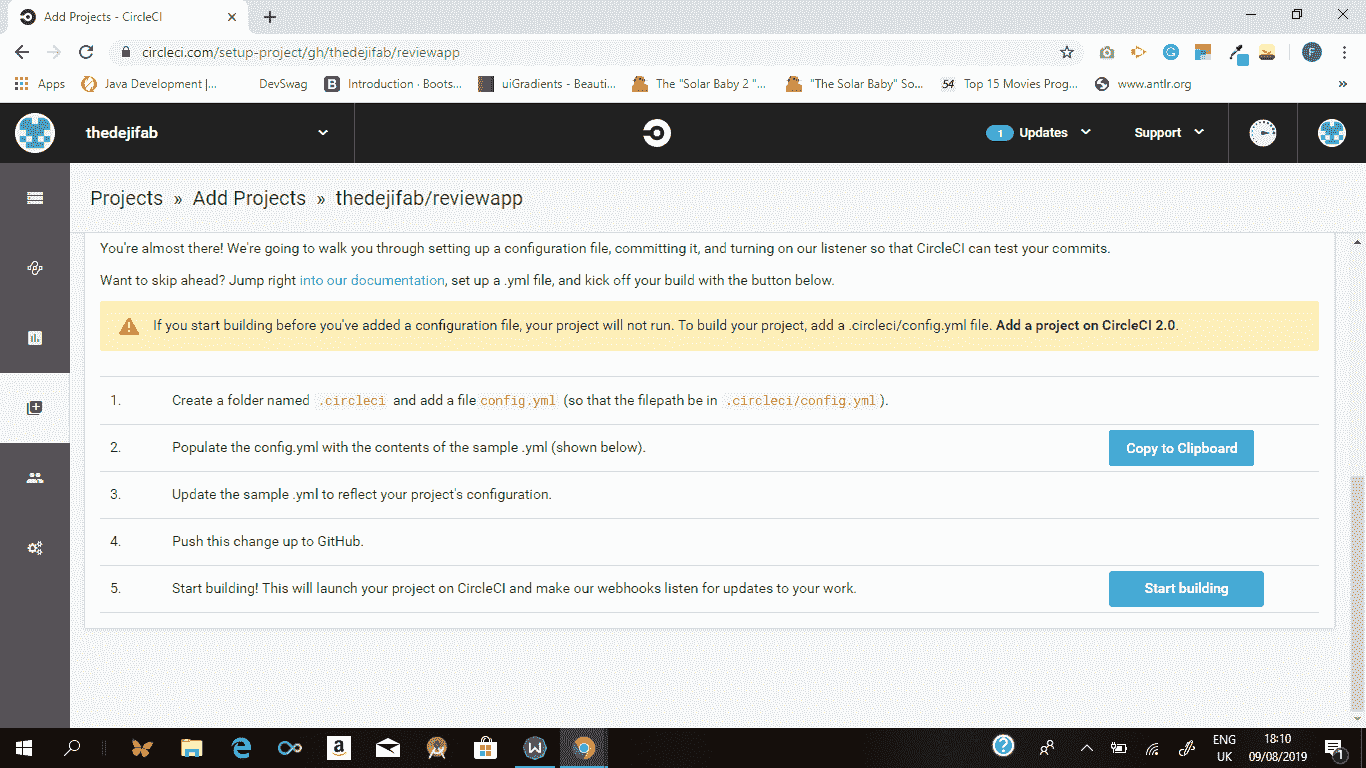 Add Projects - CircleCI
circleci.com/setup-project/gh/thedejifab/reviewapp
Apps Java Development |... DevSwag Introduction · Boots... uiGradients - Beauti... The "Solar Baby 2 "... "The Solar Baby" So... 54 Top 15 Movies Prog... www.antlr.org »
thedejifab 1 Updates Support
Projects » Add Projects » thedejifab/reviewapp
You're almost there! We're going to walk you through setting up a configuration file, committing it, and turning on our listener so that CircleCI can test your commits.
Want to skip ahead? Jump right into our documentation, set up a .yml file, and kick off your build with the button below.
If you start building before you've added a configuration file, your project will not run. To build your project, add a .circleci/config.yml file. Add a project on CircleCI 2.0.
1. Create a folder named .circleci and add a file config.yml (so that the filepath be in .circleci/config.yml).
2. Populate the config.yml with the contents of the sample .yml (shown below). Copy to Clipboard
3. Update the sample .yml to reflect your project's configuration.
4. Push this change up to GitHub.
5. Start building! This will launch your project on CircleCI and make our webhooks listen for updates to your work. Start building
ENG 18:10
UK 09/08/2019 1